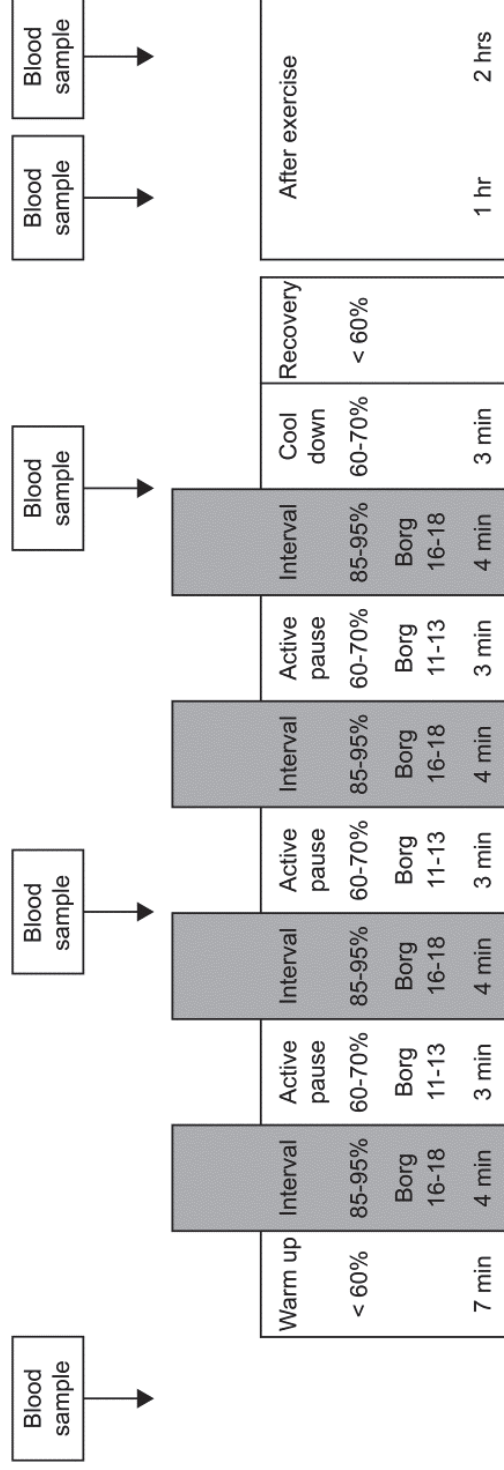 Blood
sample
Blood
sample
Blood
sample
Blood
sample
Blood
sample
Warm up
< 60%
7 min
Interval
85-95%
Borg
16-18
4 min
Active
pause
60-70%
Borg
11-13
3 min
Interval
85-95%
Borg
16-18
4 min
Active
pause
60-70%
Borg
11-13
3 min
Interval
85-95%
Borg
16-18
4 min
Active
pause
60-70%
Borg
11-13
3 min
Interval
85-95%
Borg
16-18
4 min
Cool
down
60-70%
3 min
Recovery
< 60%
After exercise
1 hr
2 hrs